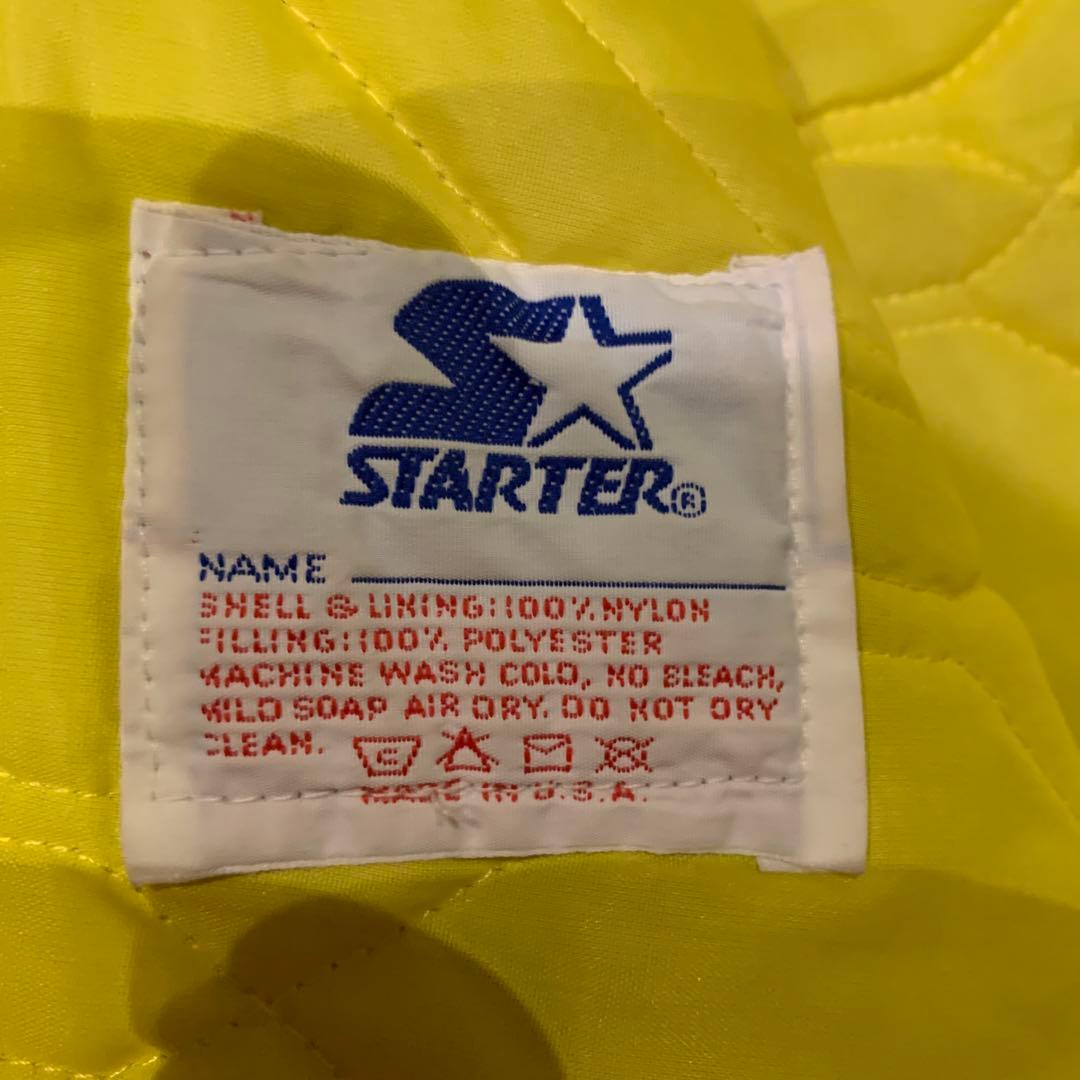 STARTER®
NAME
SHELL & LINING: 100% NYLON
FILLING: 100% POLYESTER
MACHINE WASH COLD, NO BLEACH,
MILD SOAP AIR DRY. DO NOT DRY
CLEAN.
MADE IN U.S.A.